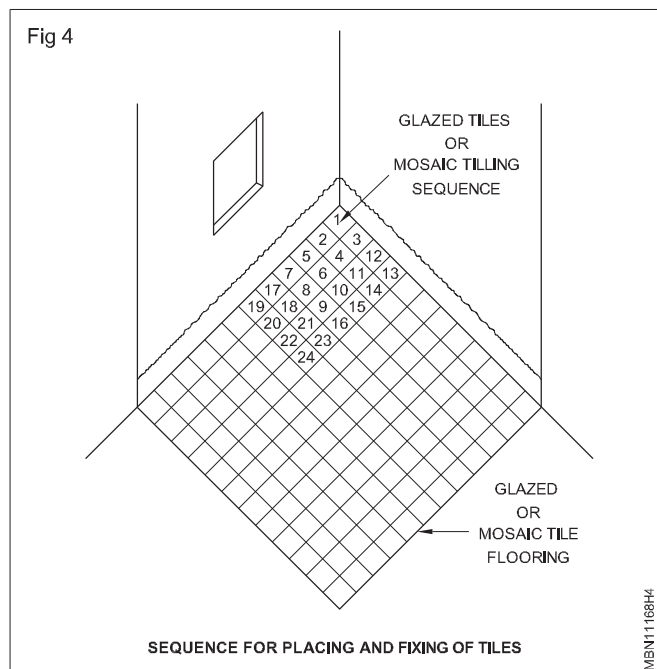 Fig 4
GLAZED TILES
OR
MOSAIC TILLING
SEQUENCE
1
2 3
5 4 12
7 6 11 13
17 8 10 14
19 18 9 15
20 21 16
22 23
24
GLAZED
OR
MOSAIC TILE
FLOORING
SEQUENCE FOR PLACING AND FIXING OF TILES
MBN11168H4